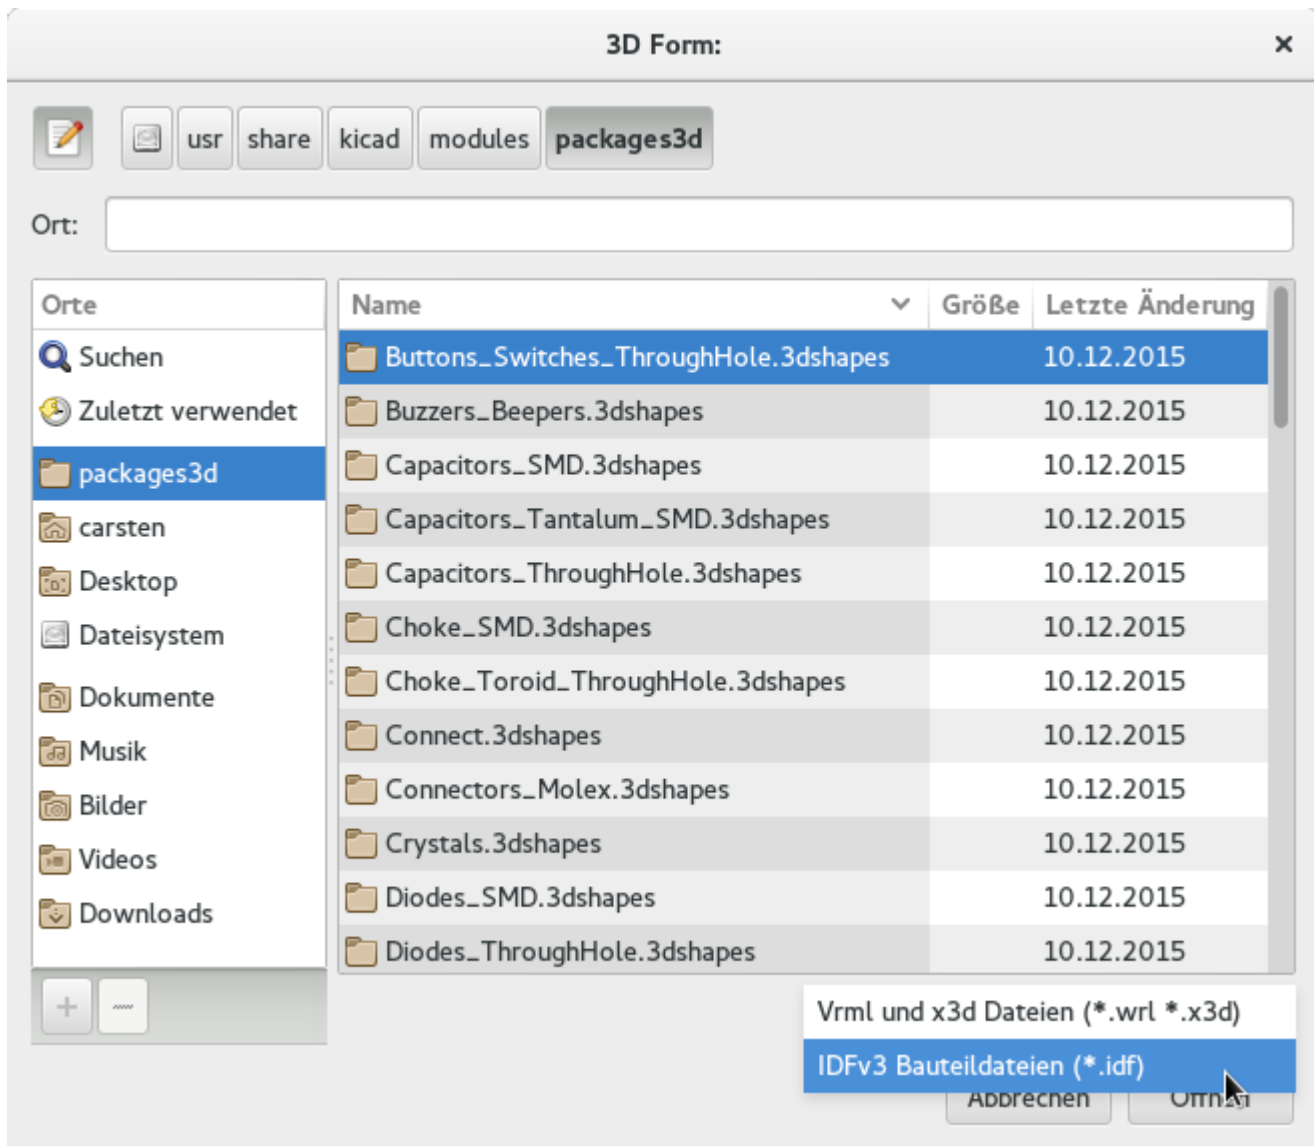 3D Form:
usr share kicad modules packages3d
Ort:
Orte
Suchen
Zuletzt verwendet
packages3d
carsten
Desktop
Dateisystem
Dokumente
Musik
Bilder
Videos
Downloads
Name Größe Letzte Änderung
Buttons_Switches_ThroughHole.3dshapes 10.12.2015
Buzzers_Beepers.3dshapes 10.12.2015
Capacitors_SMD.3dshapes 10.12.2015
Capacitors_Tantalum_SMD.3dshapes 10.12.2015
Capacitors_ThroughHole.3dshapes 10.12.2015
Choke_SMD.3dshapes 10.12.2015
Choke_Toroid_ThroughHole.3dshapes 10.12.2015
Connect.3dshapes 10.12.2015
Connectors_Molex.3dshapes 10.12.2015
Crystals.3dshapes 10.12.2015
Diodes_SMD.3dshapes 10.12.2015
Diodes_ThroughHole.3dshapes 10.12.2015
Vrml und x3d Dateien (*.wrl *.x3d)
IDFv3 Bauteildateien (*.idf)
Abbrechen Öffnen